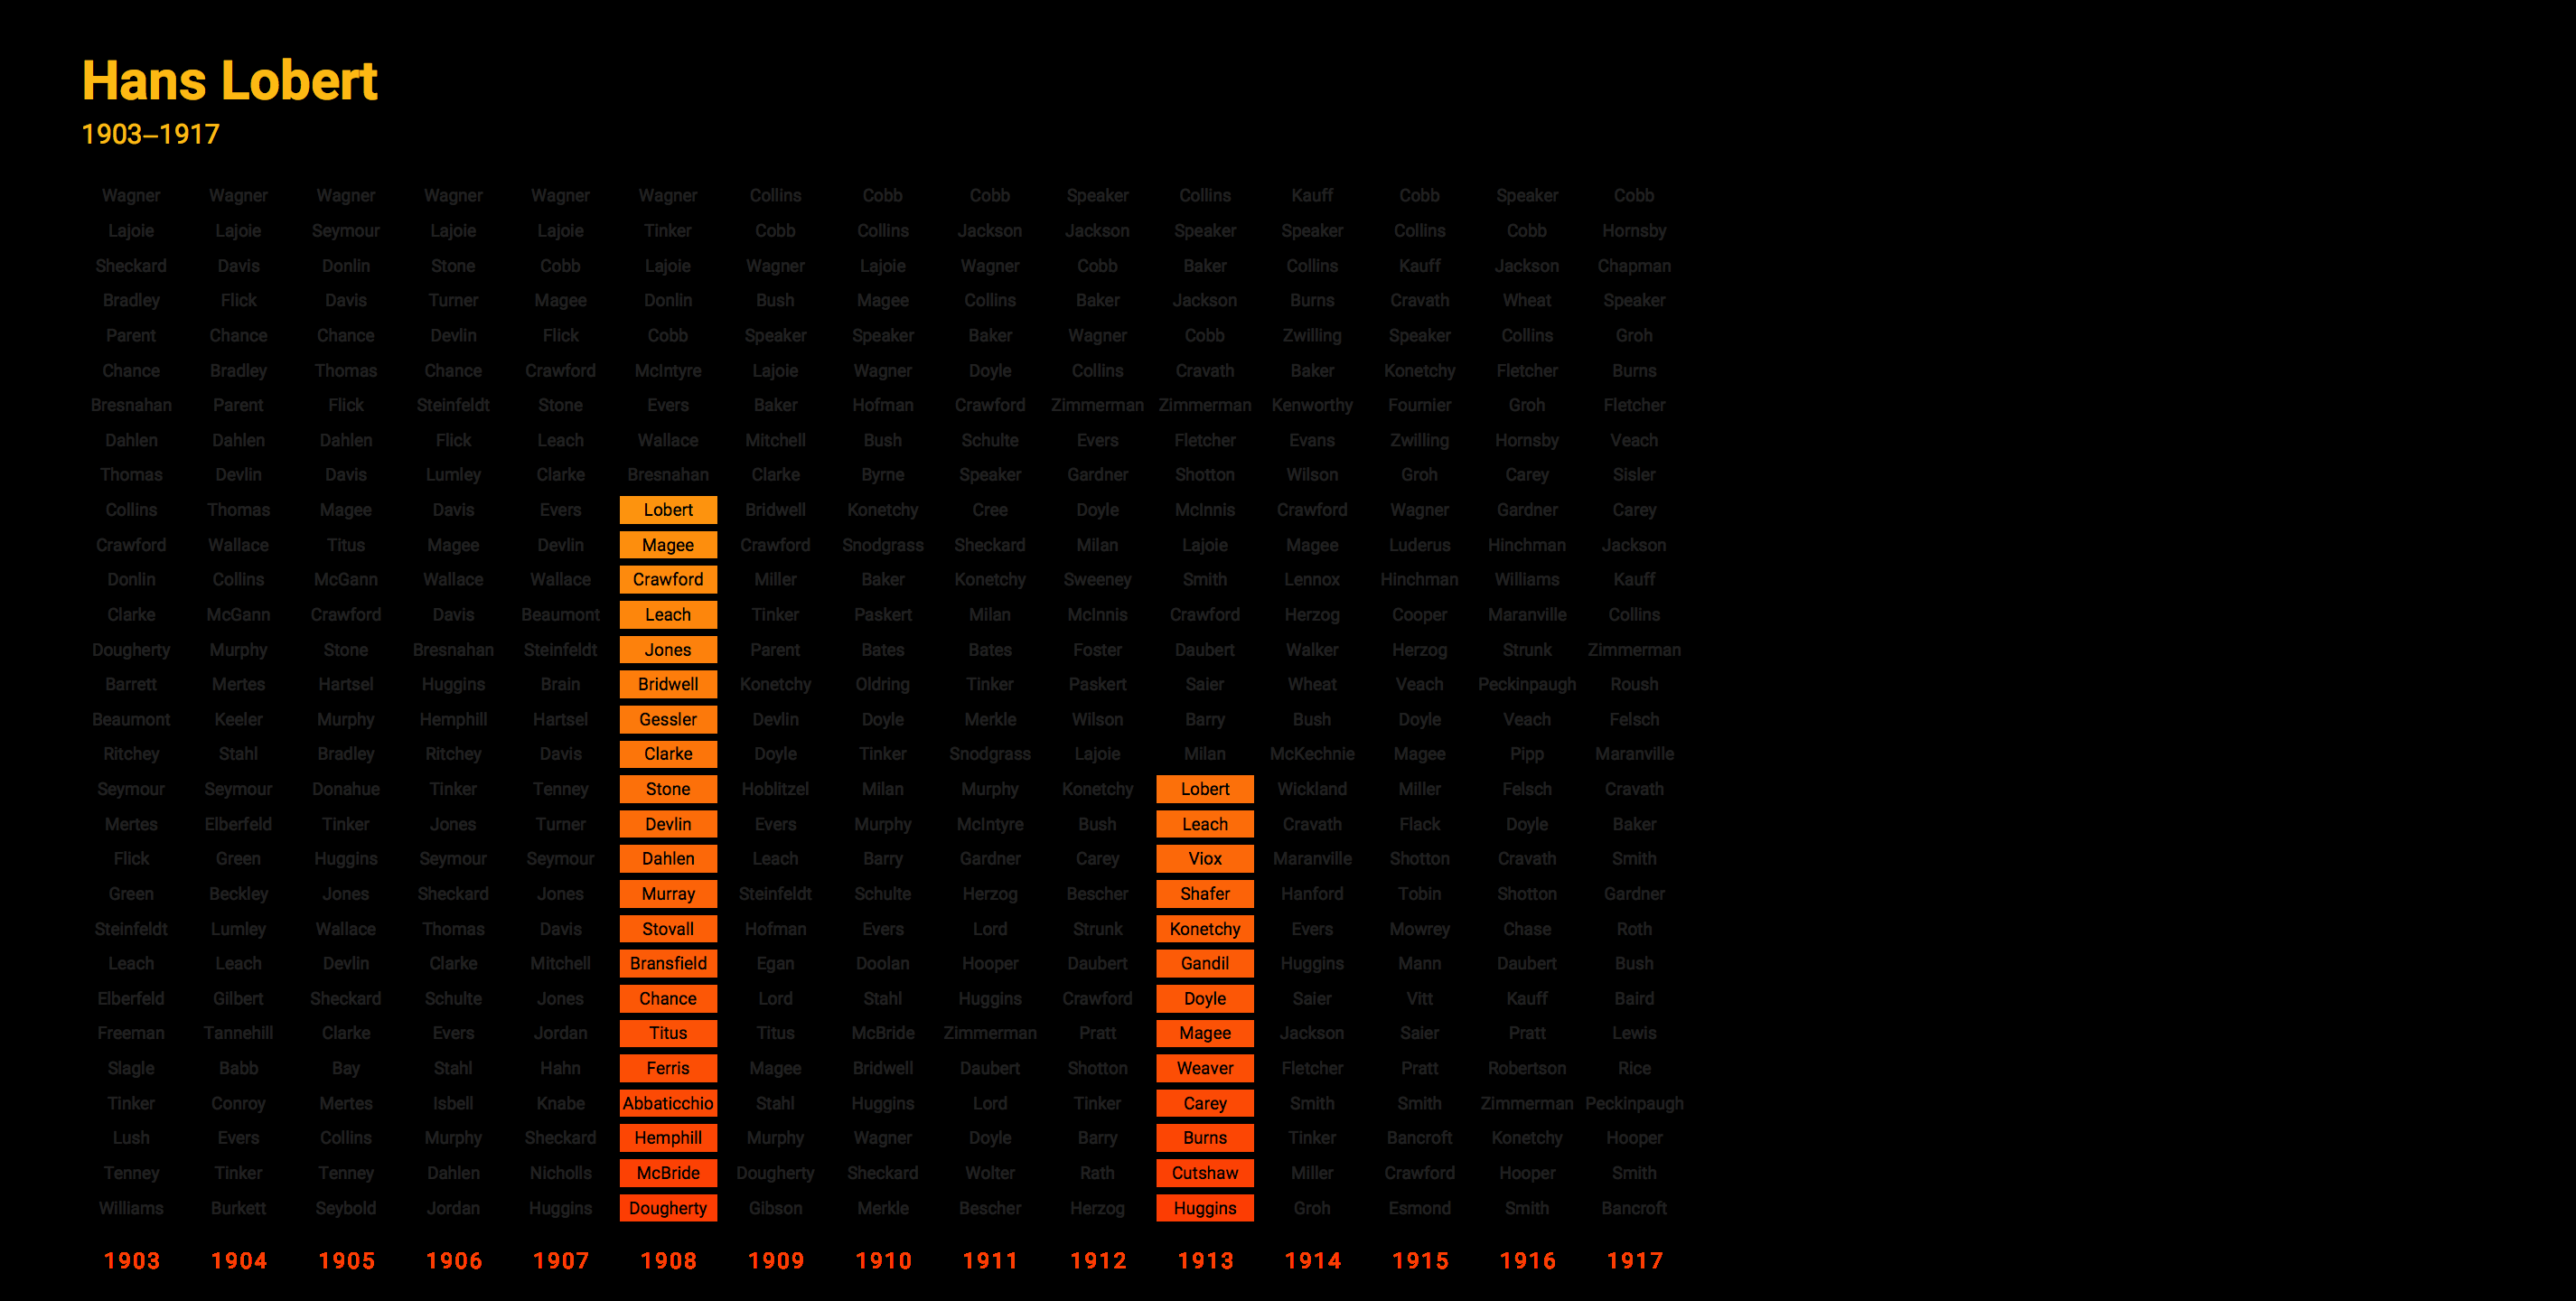 Hans Lobert
1903–1917
Wagner Wagner Wagner Wagner Wagner Wagner Collins Cobb Cobb Speaker Collins Kauff Cobb Speaker Cobb
Lajoie Lajoie Seymour Lajoie Lajoie Tinker Cobb Collins Jackson Jackson Speaker Speaker Collins Cobb Hornsby
Sheckard Davis Donlin Stone Cobb Lajoie Wagner Lajoie Wagner Cobb Baker Collins Kauff Jackson Chapman
Bradley Flick Davis Turner Magee Donlin Bush Magee Collins Baker Jackson Burns Cravath Wheat Speaker
Parent Chance Chance Devlin Flick Cobb Speaker Speaker Baker Wagner Cobb Zwilling Speaker Collins Groh
Chance Bradley Thomas Chance Crawford McIntyre Lajoie Wagner Doyle Collins Cravath Baker Konetchy Fletcher Burns
Bresnahan Parent Flick Steinfeldt Stone Evers Baker Hofman Crawford Zimmerman Zimmerman Kenworthy Fournier Groh Fletcher
Dahlen Dahlen Dahlen Flick Leach Wallace Mitchell Bush Schulte Evers Fletcher Evans Zwilling Hornsby Veach
Thomas Devlin Davis Lumley Clarke Bresnahan Clarke Byrne Speaker Gardner Shotton Wilson Groh Carey Sisler
Collins Thomas Magee Davis Evers Lobert Bridwell Konetchy Cree Doyle McInnis Crawford Wagner Gardner Carey
Crawford Wallace Titus Magee Devlin Magee Crawford Snodgrass Sheckard Milan Lajoie Magee Luderus Hinchman Jackson
Donlin Collins McGann Wallace Wallace Crawford Miller Baker Konetchy Sweeney Smith Lennox Hinchman Williams Kauff
Clarke McGann Crawford Davis Beaumont Leach Tinker Paskert Milan McInnis Crawford Herzog Cooper Maranville Collins
Dougherty Murphy Stone Bresnahan Steinfeldt Jones Parent Bates Bates Foster Daubert Walker Herzog Strunk Zimmerman
Barrett Mertes Hartsel Huggins Brain Bridwell Konetchy Oldring Tinker Paskert Saier Wheat Veach Peckinpaugh Roush
Beaumont Keeler Murphy Hemphill Hartsel Gessler Devlin Doyle Merkle Wilson Barry Bush Doyle Veach Felsch
Ritchey Stahl Bradley Ritchey Davis Clarke Doyle Tinker Snodgrass Lajoie Milan McKechnie Magee Pipp Maranville
Seymour Seymour Donahue Tinker Tenney Stone Hoblitzel Milan Murphy Konetchy Lobert Wickland Miller Felsch Cravath
Mertes Elberfeld Tinker Jones Turner Devlin Evers Murphy McIntyre Bush Leach Cravath Flack Doyle Baker
Flick Green Huggins Seymour Seymour Dahlen Leach Barry Gardner Carey Viox Maranville Shotton Cravath Smith
Green Beckley Jones Sheckard Jones Murray Steinfeldt Schulte Herzog Bescher Shafer Hanford Tobin Shotton Gardner
Steinfeldt Lumley Wallace Thomas Davis Stovall Hofman Evers Lord Strunk Konetchy Evers Mowrey Chase Roth
Leach Leach Devlin Clarke Mitchell Bransfield Egan Doolan Hooper Daubert Gandil Huggins Mann Daubert Bush
Elberfeld Gilbert Sheckard Schulte Jones Chance Lord Stahl Huggins Crawford Doyle Saier Vitt Kauff Baird
Freeman Tannehill Clarke Evers Jordan Titus Titus McBride Zimmerman Pratt Magee Jackson Saier Pratt Lewis
Slagle Babb Bay Stahl Hahn Ferris Magee Bridwell Daubert Shotton Weaver Fletcher Pratt Robertson Rice
Tinker Conroy Mertes Isbell Knabe Abbaticchio Stahl Huggins Lord Tinker Carey Smith Smith Zimmerman Peckinpaugh
Lush Evers Collins Murphy Sheckard Hemphill Murphy Wagner Doyle Barry Burns Tinker Bancroft Konetchy Hooper
Tenney Tinker Tenney Dahlen Nicholls McBride Dougherty Sheckard Wolter Rath Cutshaw Miller Crawford Hooper Smith
Williams Burkett Seybold Jordan Huggins Dougherty Gibson Merkle Bescher Herzog Huggins Groh Esmond Smith Bancroft
1903 1904 1905 1906 1907 1908 1909 1910 1911 1912 1913 1914 1915 1916 1917